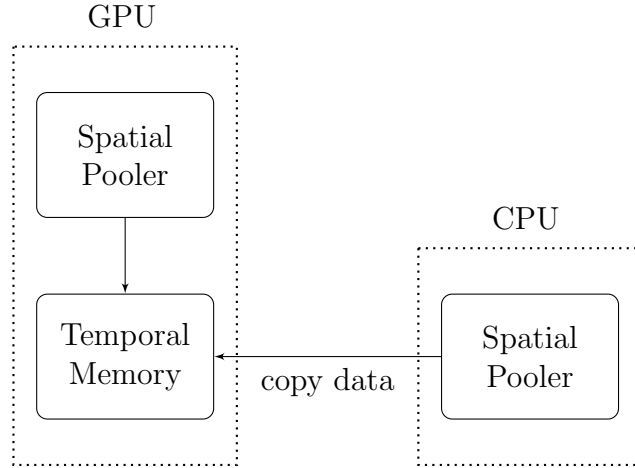 GPU
Spatial
Pooler
CPU
Temporal
Memory
copy data
Spatial
Pooler